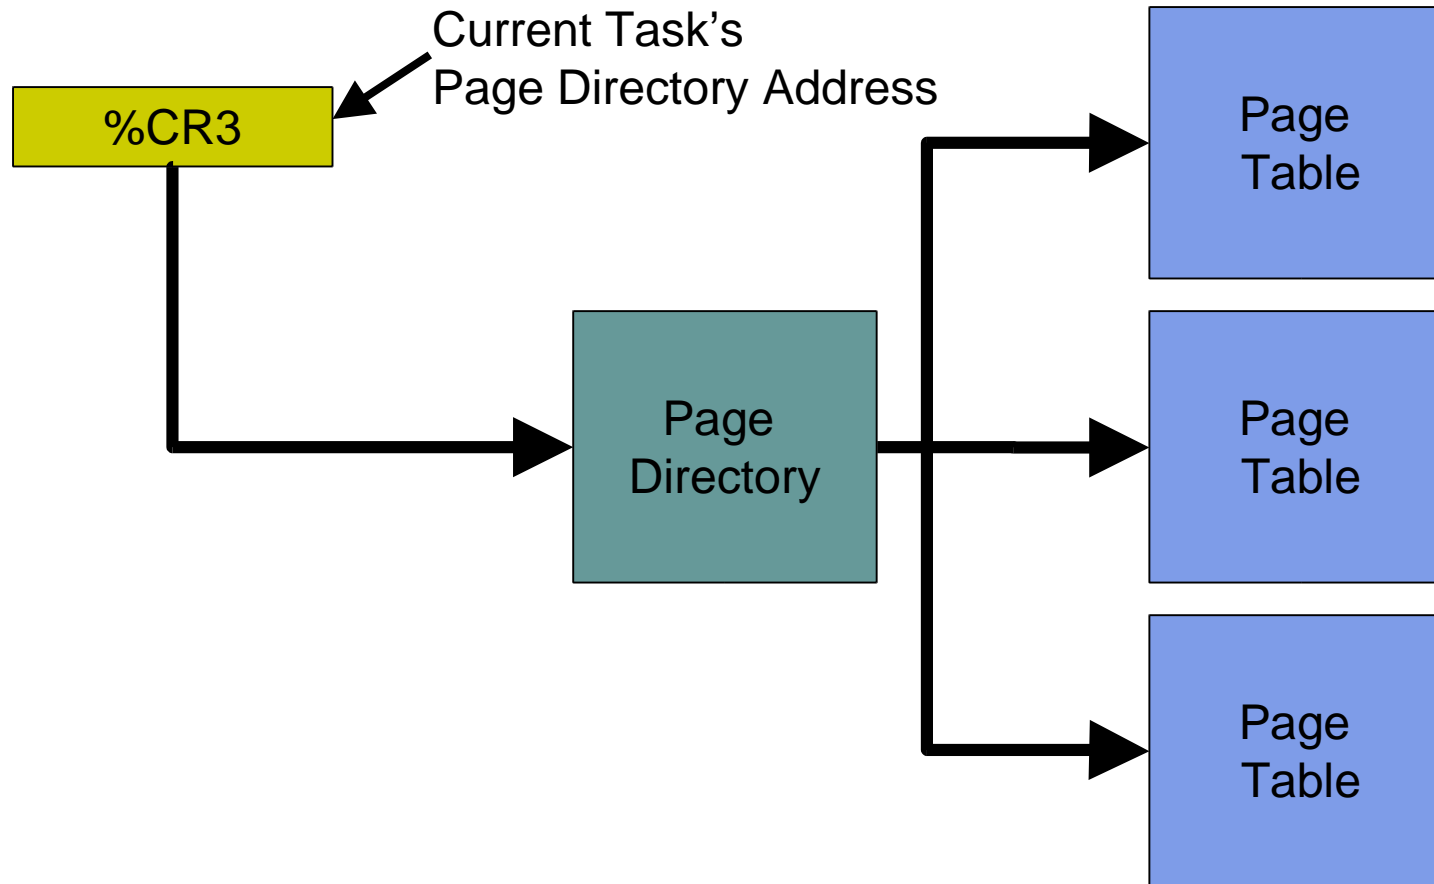 Current Task's
Page Directory Address
%CR3
Page
Table
Page
Directory
Page
Table
Page
Table